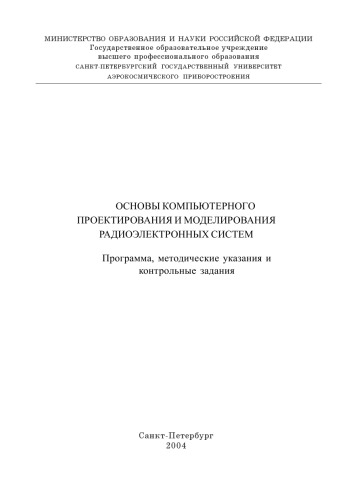 МИНИСТЕРСТВО ОБРАЗОВАНИЯ И НАУКИ РОССИЙСКОЙ ФЕДЕРАЦИИ
Государственное образовательное учреждение
высшего профессионального образования
САНКТ-ПЕТЕРБУРГСКИЙ ГОСУДАРСТВЕННЫЙ УНИВЕРСИТЕТ
АЭРОКОСМИЧЕСКОГО ПРИБОРОСТРОЕНИЯ
ОСНОВЫ КОМПЬЮТЕРНОГО
ПРОЕКТИРОВАНИЯ И МОДЕЛИРОВАНИЯ
РАДИОЭЛЕКТРОННЫХ СИСТЕМ
Программа, методические указания и
контрольные задания
Санкт-Петербург
2004